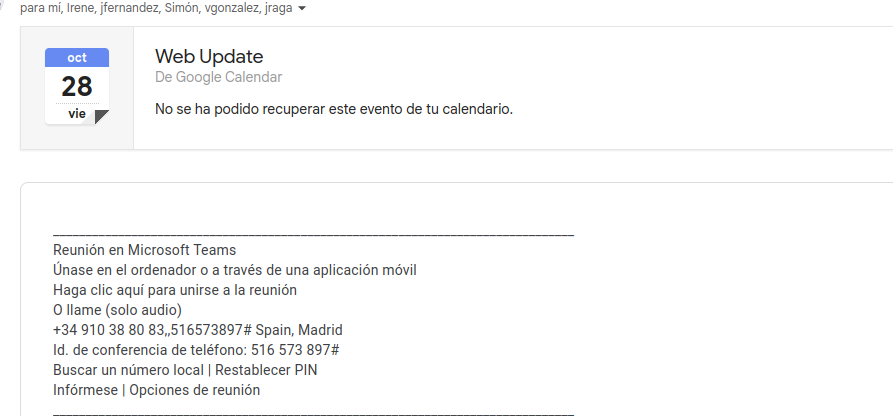 para mí, Irene, jfernandez, Simón, vgonzalez, jraga
oct
28
vie
Web Update
De Google Calendar
No se ha podido recuperar este evento de tu calendario.
________________________________________________________________________________
Reunión en Microsoft Teams
Únase en el ordenador o a través de una aplicación móvil
Haga clic aquí para unirse a la reunión
O llame (solo audio)
+34 910 38 80 83,,516573897# Spain, Madrid
Id. de conferencia de teléfono: 516 573 897#
Buscar un número local | Restablecer PIN
Infórmese | Opciones de reunión
________________________________________________________________________________